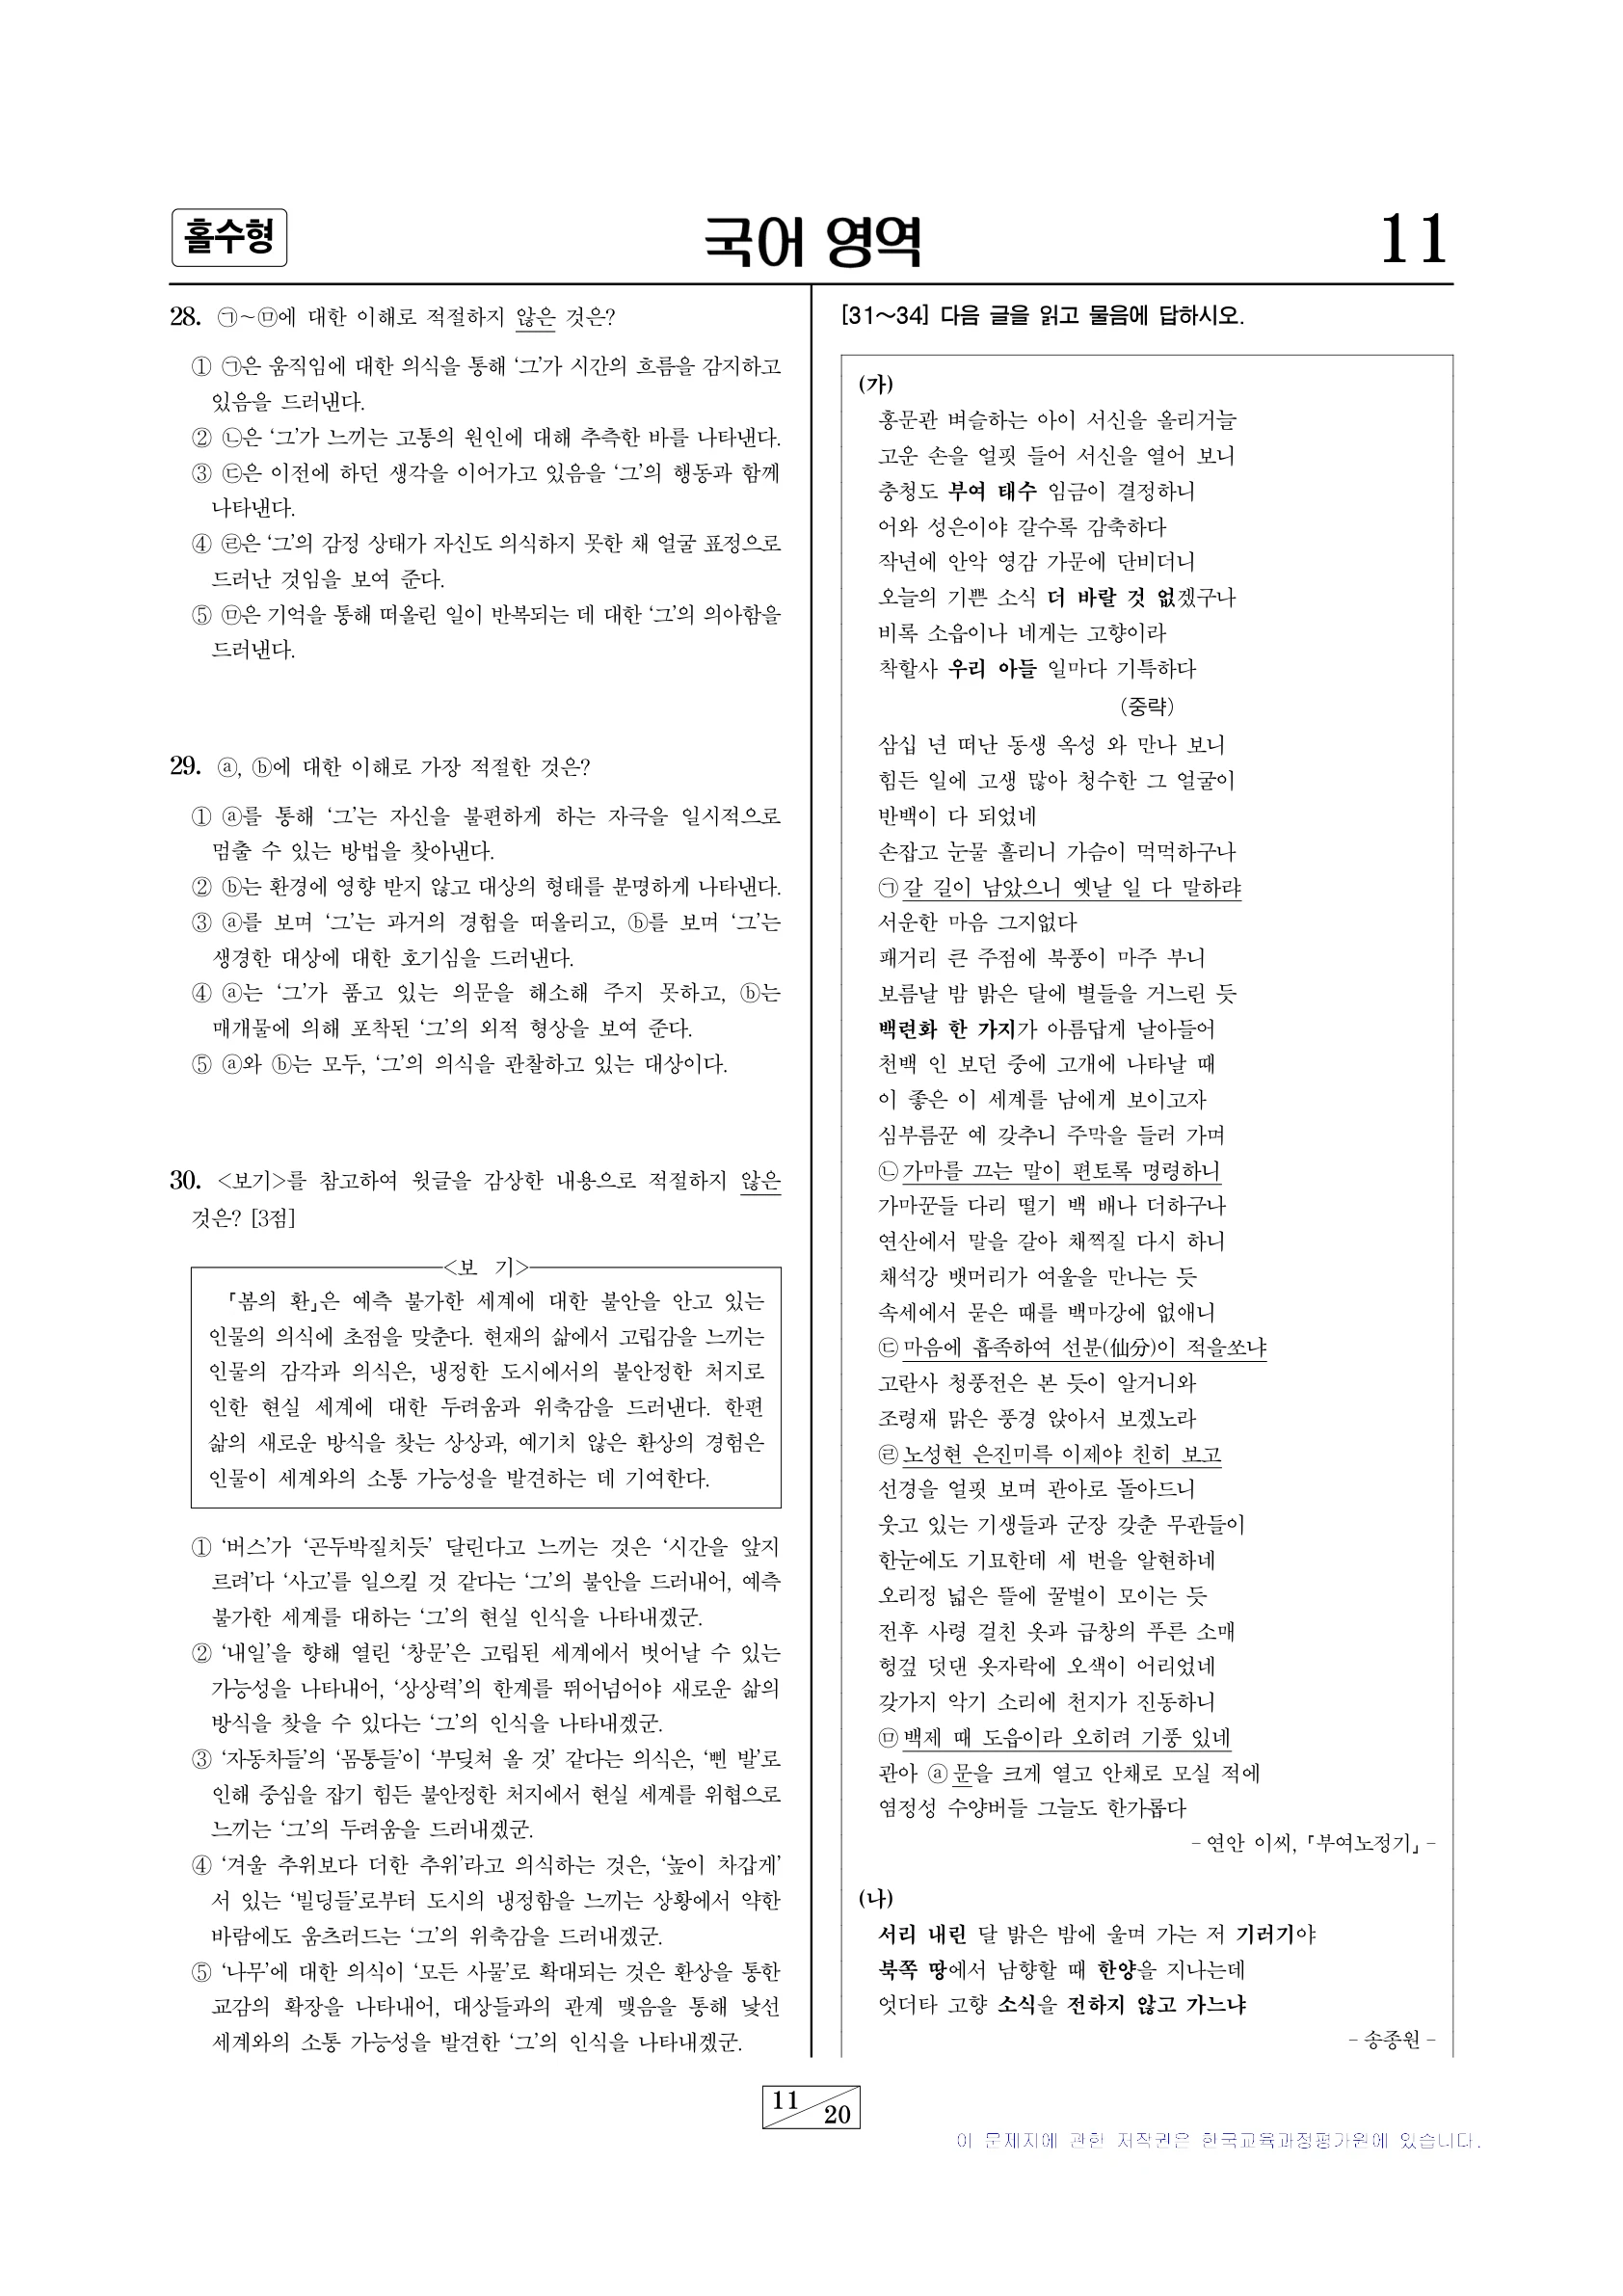 홀수형
국어 영역
11
28. ㉠~㉤에 대한 이해로 적절하지 않은 것은?
① ㉠은 움직임에 대한 의식을 통해 ‘그’가 시간의 흐름을 감지하고
있음을 드러낸다.
② ㉡은 ‘그’가 느끼는 고통의 원인에 대해 추측한 바를 나타낸다.
③ ㉢은 이전에 하던 생각을 이어가고 있음을 ‘그’의 행동과 함께
나타낸다.
④ ㉣은 ‘그’의 감정 상태가 자신도 의식하지 못한 채 얼굴 표정으로
드러난 것임을 보여 준다.
⑤ ㉤은 기억을 통해 떠올린 일이 반복되는 데 대한 ‘그’의 의아함을
드러낸다.
29. ⓐ, ⓑ에 대한 이해로 가장 적절한 것은?
① ⓐ를 통해 ‘그’는 자신을 불편하게 하는 자극을 일시적으로
멈출 수 있는 방법을 찾아낸다.
② ⓑ는 환경에 영향 받지 않고 대상의 형태를 분명하게 나타낸다.
③ ⓐ를 보며 ‘그’는 과거의 경험을 떠올리고, ⓑ를 보며 ‘그’는
생경한 대상에 대한 호기심을 드러낸다.
④ ⓐ는 ‘그’가 품고 있는 의문을 해소해 주지 못하고, ⓑ는
매개물에 의해 포착된 ‘그’의 외적 형상을 보여 준다.
⑤ ⓐ와 ⓑ는 모두, ‘그’의 의식을 관찰하고 있는 대상이다.
30. <보기>를 참고하여 윗글을 감상한 내용으로 적절하지 않은
것은? [3점]
<보 기>
「봄의 환」은 예측 불가한 세계에 대한 불안을 안고 있는
인물의 의식에 초점을 맞춘다. 현재의 삶에서 고립감을 느끼는
인물의 감각과 의식은, 냉정한 도시에서의 불안정한 처지로
인한 현실 세계에 대한 두려움과 위축감을 드러낸다. 한편
삶의 새로운 방식을 찾는 상상과, 예기치 않은 환상의 경험은
인물이 세계와의 소통 가능성을 발견하는 데 기여한다.
① ‘버스’가 ‘곤두박질치듯’ 달린다고 느끼는 것은 ‘시간을 앞지
르려’다 ‘사고’를 일으킬 것 같다는 ‘그’의 불안을 드러내어, 예측
불가한 세계를 대하는 ‘그’의 현실 인식을 나타내겠군.
② ‘내일’을 향해 열린 ‘창문’은 고립된 세계에서 벗어날 수 있는
가능성을 나타내어, ‘상상력’의 한계를 뛰어넘어야 새로운 삶의
방식을 찾을 수 있다는 ‘그’의 인식을 나타내겠군.
③ ‘자동차들’의 ‘몸통들’이 ‘부딪쳐 올 것’ 같다는 의식은, ‘삔 발’로
인해 중심을 잡기 힘든 불안정한 처지에서 현실 세계를 위협으로
느끼는 ‘그’의 두려움을 드러내겠군.
④ ‘겨울 추위보다 더한 추위’라고 의식하는 것은, ‘높이 차갑게’
서 있는 ‘빌딩들’로부터 도시의 냉정함을 느끼는 상황에서 약한
바람에도 움츠러드는 ‘그’의 위축감을 드러내겠군.
⑤ ‘나무’에 대한 의식이 ‘모든 사물’로 확대되는 것은 환상을 통한
교감의 확장을 나타내어, 대상들과의 관계 맺음을 통해 낯선
세계와의 소통 가능성을 발견한 ‘그’의 인식을 나타내겠군.
[31~34] 다음 글을 읽고 물음에 답하시오.
(가)
홍문관 벼슬하는 아이 서신을 올리거늘
고운 손을 얼핏 들어 서신을 열어 보니
충청도 부여 태수 임금이 결정하니
어와 성은이야 갈수록 감축하다
작년에 안악 영감 가문에 단비더니
오늘의 기쁜 소식 더 바랄 것 없겠구나
비록 소읍이나 네게는 고향이라
착할사 우리 아들 일마다 기특하다
(중략)
삼십 년 떠난 동생 옥성 와 만나 보니
힘든 일에 고생 많아 청수한 그 얼굴이
반백이 다 되었네
손잡고 눈물 흘리니 가슴이 먹먹하구나
㉠갈 길이 남았으니 옛날 일 다 말하랴
서운한 마음 그지없다
패거리 큰 주점에 북풍이 마주 부니
보름날 밤 밝은 달에 별들을 거느린 듯
백련화 한 가지가 아름답게 날아들어
천백 인 보던 중에 고개에 나타날 때
이 좋은 이 세계를 남에게 보이고자
심부름꾼 예 갖추니 주막을 들러 가며
㉡가마를 끄는 말이 편토록 명령하니
가마꾼들 다리 떨기 백 배나 더하구나
연산에서 말을 갈아 채찍질 다시 하니
채석강 뱃머리가 여울을 만나는 듯
속세에서 묻은 때를 백마강에 없애니
㉢마음에 흡족하여 선분(仙分)이 적을쏘냐
고란사 청풍전은 본 듯이 알거니와
조령재 맑은 풍경 앉아서 보겠노라
㉣노성현 은진미륵 이제야 친히 보고
선경을 얼핏 보며 관아로 돌아드니
웃고 있는 기생들과 군장 갖춘 무관들이
한눈에도 기묘한데 세 번을 알현하네
오리정 넓은 뜰에 꿀벌이 모이는 듯
전후 사령 걸친 옷과 급창의 푸른 소매
헝겊 덧댄 옷자락에 오색이 어리었네
갖가지 악기 소리에 천지가 진동하니
㉤백제 때 도읍이라 오히려 기풍 있네
관아 ⓐ문을 크게 열고 안채로 모실 적에
염정성 수양버들 그늘도 한가롭다
- 연안 이씨, 「부여노정기」 -
(나)
서리 내린 달 밝은 밤에 울며 가는 저 기러기야
북쪽 땅에서 남향할 때 한양을 지나는데
엇더타 고향 소식을 전하지 않고 가느냐
- 송종원 -
11
20
이 문제지에 관한 저작권은 한국교육과정평가원에 있습니다.